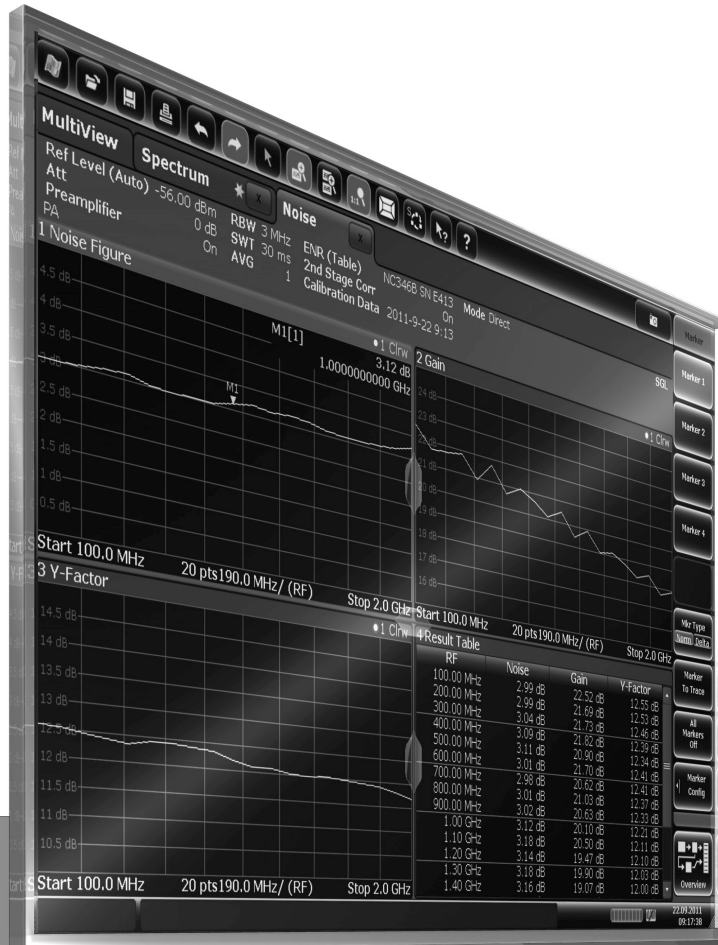 MultiView
Spectrum
Noise
Ref Level (Auto) -56.00 dBm RBW 3 MHz ENR (Table) NC346B SN E413 Mode Direct
Att 0 dB SWT 30 ms 2nd Stage Corr On
Preamplifier On AVG 1 Calibration Data 2011-9-22 9:13
PA
SGL
1 Noise Figure
●1 Clrw
M1[1] 3.12 dB
1.0000000000 GHz
M1
4.5 dB
4 dB
3.5 dB
3 dB
2.5 dB
2 dB
1.5 dB
1 dB
0.5 dB
Start 100.0 MHz 20 pts 190.0 MHz/ (RF) Stop 2.0 GHz
2 Gain
●1 Clrw
24 dB
23 dB
22 dB
21 dB
20 dB
19 dB
18 dB
17 dB
16 dB
Start 100.0 MHz 20 pts 190.0 MHz/ (RF) Stop 2.0 GHz
3 Y-Factor
●1 Clrw
14.5 dB
14 dB
13.5 dB
13 dB
12.5 dB
12 dB
11.5 dB
11 dB
10.5 dB
Start 100.0 MHz 20 pts 190.0 MHz/ (RF) Stop 2.0 GHz
4 Result Table
RF Noise Gain Y-Factor
100.00 MHz 2.99 dB 22.52 dB 12.55 dB
200.00 MHz 2.99 dB 21.69 dB 12.53 dB
300.00 MHz 3.04 dB 21.73 dB 12.46 dB
400.00 MHz 3.09 dB 21.82 dB 12.39 dB
500.00 MHz 3.11 dB 20.90 dB 12.34 dB
600.00 MHz 3.01 dB 21.70 dB 12.41 dB
700.00 MHz 2.98 dB 20.62 dB 12.41 dB
800.00 MHz 3.01 dB 21.03 dB 12.37 dB
900.00 MHz 3.02 dB 20.63 dB 12.33 dB
1.00 GHz 3.12 dB 20.10 dB 12.21 dB
1.10 GHz 3.18 dB 20.50 dB 12.11 dB
1.20 GHz 3.14 dB 19.47 dB 12.10 dB
1.30 GHz 3.18 dB 19.90 dB 12.03 dB
1.40 GHz 3.16 dB 19.07 dB 12.00 dB
Marker
Marker 1
Marker 2
Marker 3
Marker 4
Mkr Type
Norm Delta
Marker
To Trace
All
Markers
Off
Marker
Config
Overview
22.09.2011
09:17:38